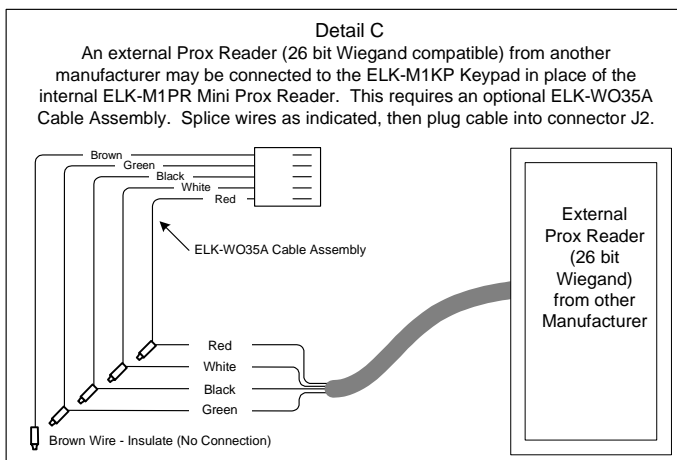 Detail C
An external Prox Reader (26 bit Wiegand compatible) from another
manufacturer may be connected to the ELK-M1KP Keypad in place of the
internal ELK-M1PR Mini Prox Reader. This requires an optional ELK-WO35A
Cable Assembly. Splice wires as indicated, then plug cable into connector J2.
Brown
Green
Black
White
Red
ELK-WO35A Cable Assembly
External
Prox Reader
(26 bit
Wiegand)
from other
Manufacturer
Red
White
Black
Green
Brown Wire - Insulate (No Connection)